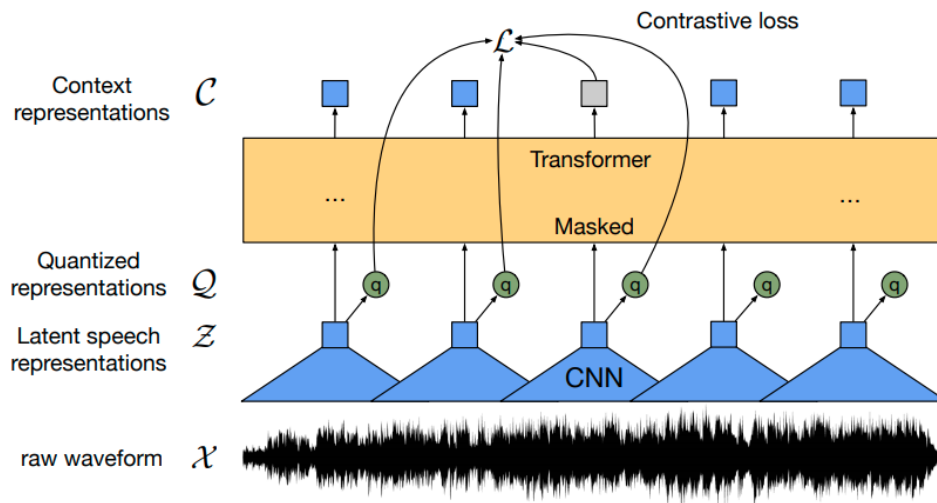 Contrastive loss
ℒ
Context
representations 𝒞
Transformer
... ...
Masked
Quantized
representations 𝒬
q q q q q
Latent speech
representations 𝒵
CNN
raw waveform 𝒳